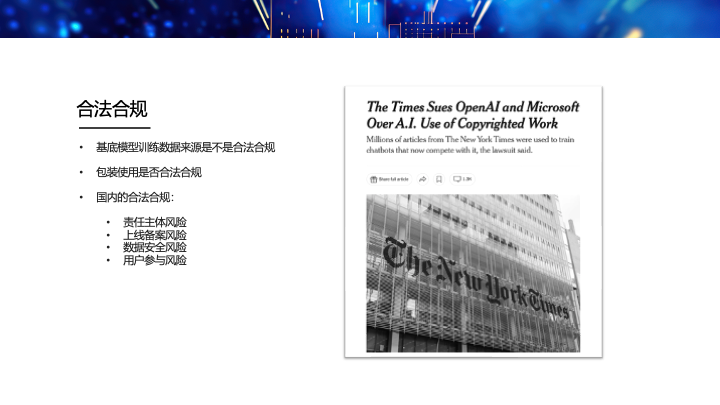 合法合规
• 基底模型训练数据来源是不是合法合规
• 包装使用是否合法合规
• 国内的合法合规：
• 责任主体风险
• 上线备案风险
• 数据安全风险
• 用户参与风险
The Times Sues OpenAI and Microsoft
Over A.I. Use of Copyrighted Work
Millions of articles from The New York Times were used to train
chatbots that now compete with it, the lawsuit said.
Share full article
The New York Times